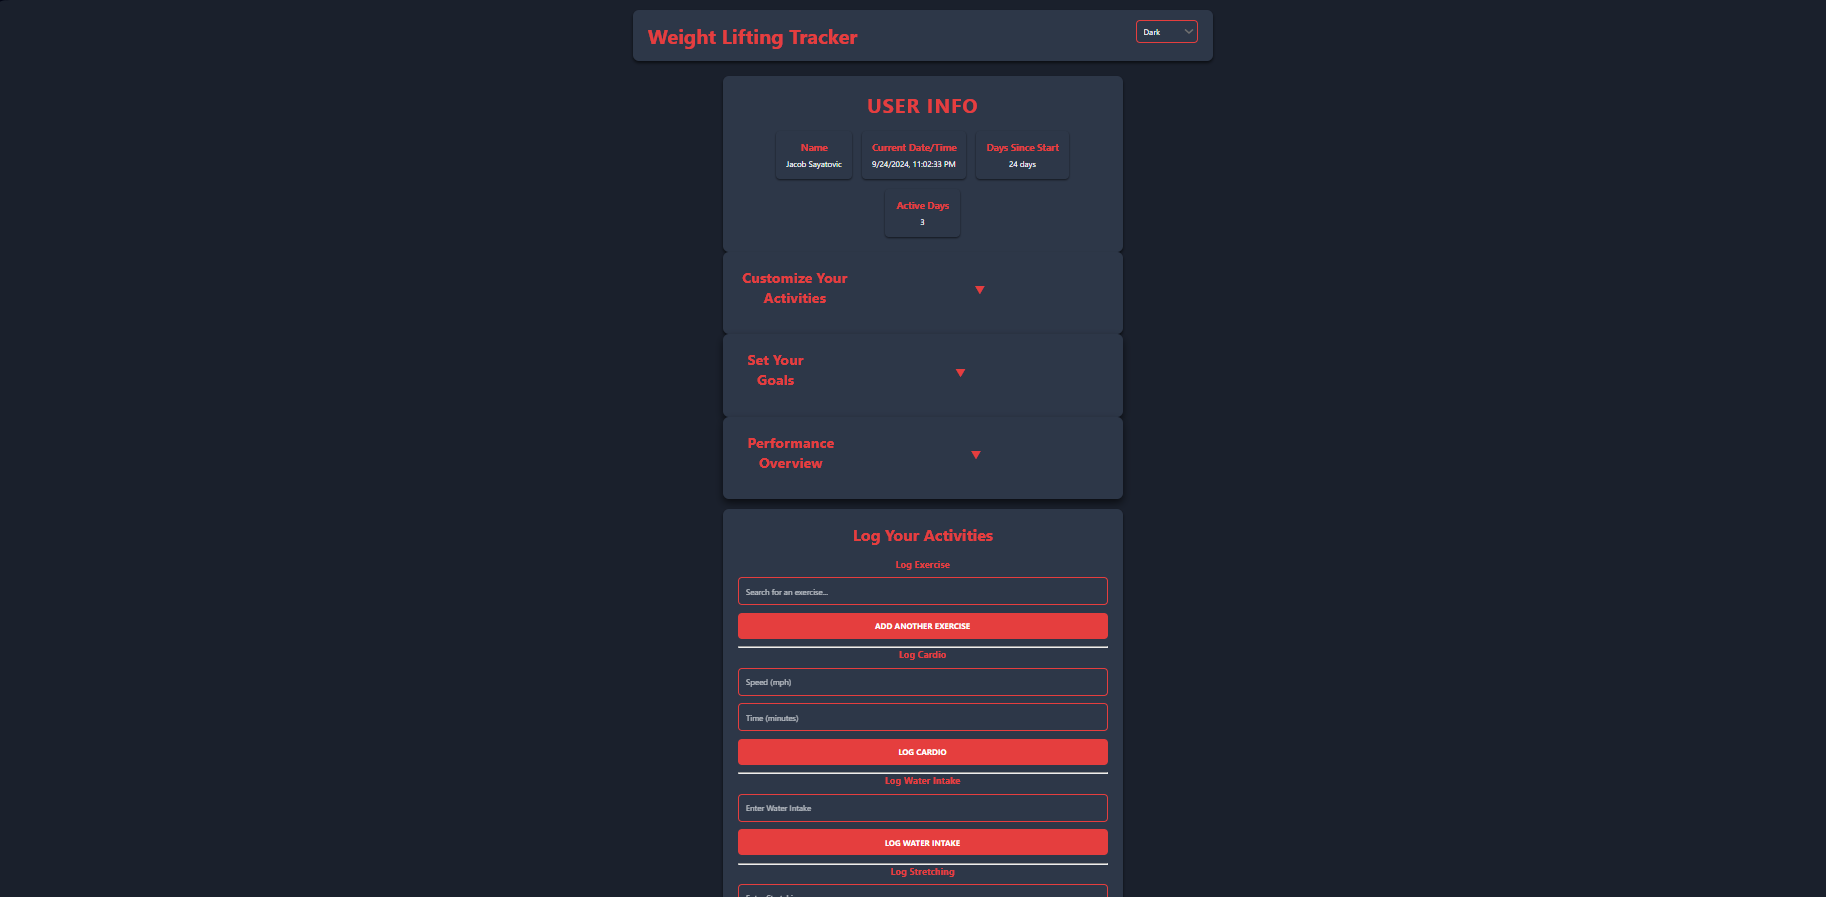 Weight Lifting Tracker
Dark
USER INFO
Name
Jacob Sayatovic
Current Date/Time
9/24/2024, 11:02:33 PM
Days Since Start
24 days
Active Days
3
Customize Your
Activities
▼
Set Your
Goals
▼
Performance
Overview
▼
Log Your Activities
Log Exercise
Search for an exercise...
ADD ANOTHER EXERCISE
Log Cardio
Speed (mph)
Time (minutes)
LOG CARDIO
Log Water Intake
Enter Water Intake
LOG WATER INTAKE
Log Stretching